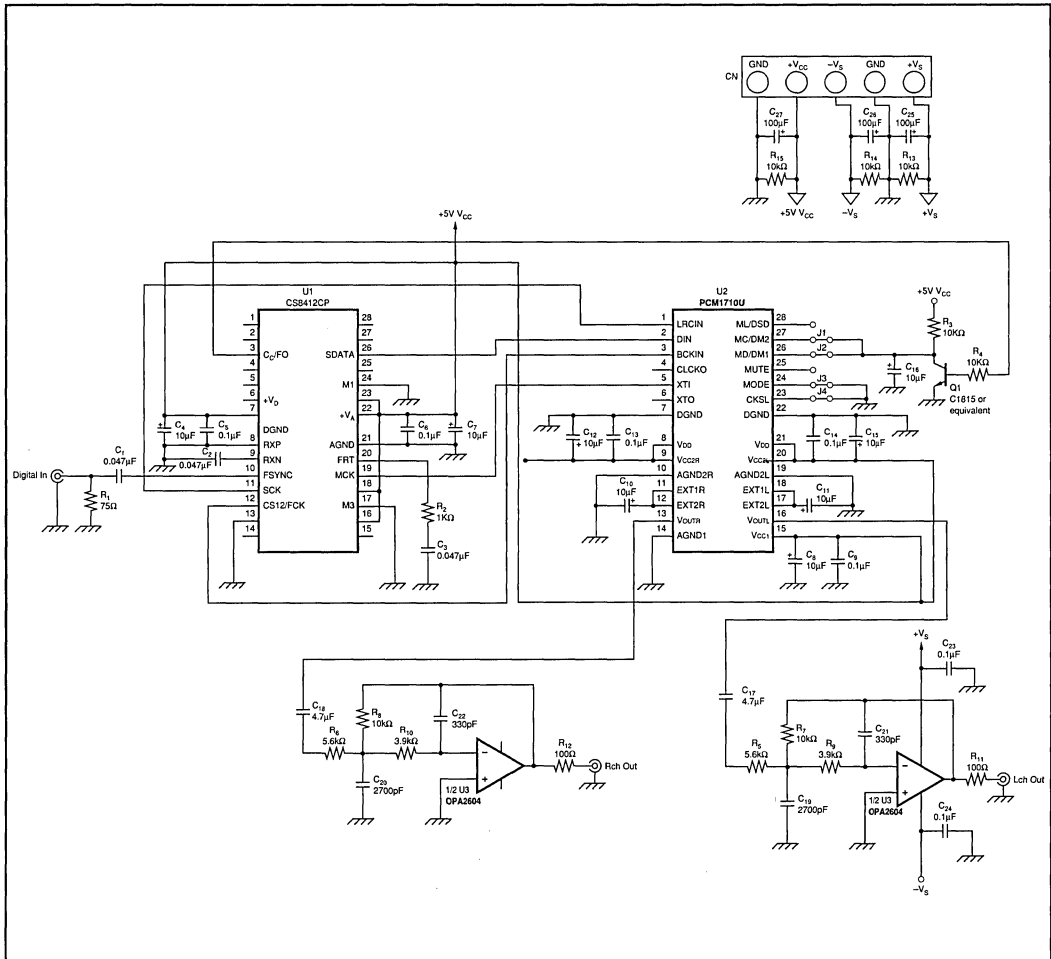 GND +VCC −VS GND +VS
CN
C27
100µF
C26
100µF
C25
100µF
R15
10kΩ
R14
10kΩ
R13
10kΩ
+5V VCC
−VS
+VS
+5V VCC
U1
CS8412CP
1
2
3
4
5
6
7
8
9
10
11
12
13
14
CC/FO
+VD
DGND
RXP
RXN
FSYNC
SCK
CS12/FCK
SDATA
M1
+VA
AGND
FRT
MCK
M3
28
27
26
25
24
23
22
21
20
19
18
17
16
15
C4
10µF
C5
0.1µF
C6
0.1µF
C7
10µF
C1
0.047µF
C2
0.047µF
Digital In
R1
75Ω
R2
1KΩ
C3
0.047µF
U2
PCM1710U
1
2
3
4
5
6
7
8
9
10
11
12
13
14
LRCIN
DIN
BCKIN
CLCKO
XTI
XTO
DGND
VDD
VCC2R
AGND2R
EXT1R
EXT2R
VOUTR
AGND1
ML/DSD
MC/DM2
MD/DM1
MUTE
MODE
CKSL
DGND
VDD
VCC2L
AGND2L
EXT1L
EXT2L
VOUTL
VCC1
28
27
26
25
24
23
22
21
20
19
18
17
16
15
J1
J2
J3
J4
+5V VCC
R3
10KΩ
R4
10KΩ
C16
10µF
Q1
C1815 or
equivalent
C12
10µF
C13
0.1µF
C14
0.1µF
C15
10µF
C10
10µF
C11
10µF
C8
10µF
C9
0.1µF
C18
4.7µF
R6
5.6kΩ
R8
10kΩ
R10
3.9kΩ
C22
330pF
C20
2700pF
1/2 U3
OPA2604
R12
100Ω
Rch Out
C17
4.7µF
R5
5.6kΩ
R7
10kΩ
R9
3.9kΩ
C21
330pF
C19
2700pF
1/2 U3
OPA2604
+VS
C23
0.1µF
R11
100Ω
Lch Out
C24
0.1µF
−VS